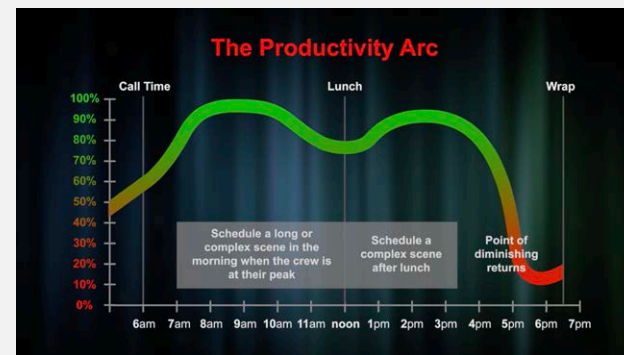 The Productivity Arc
Call Time
Lunch
Wrap
100%
90%
80%
70%
60%
50%
40%
30%
20%
10%
0%
Schedule a long or
complex scene in the
morning when the crew is
at their peak
Schedule a
complex scene
after lunch
Point of
diminishing
returns
6am 7am 8am 9am 10am 11am noon 1pm 2pm 3pm 4pm 5pm 6pm 7pm